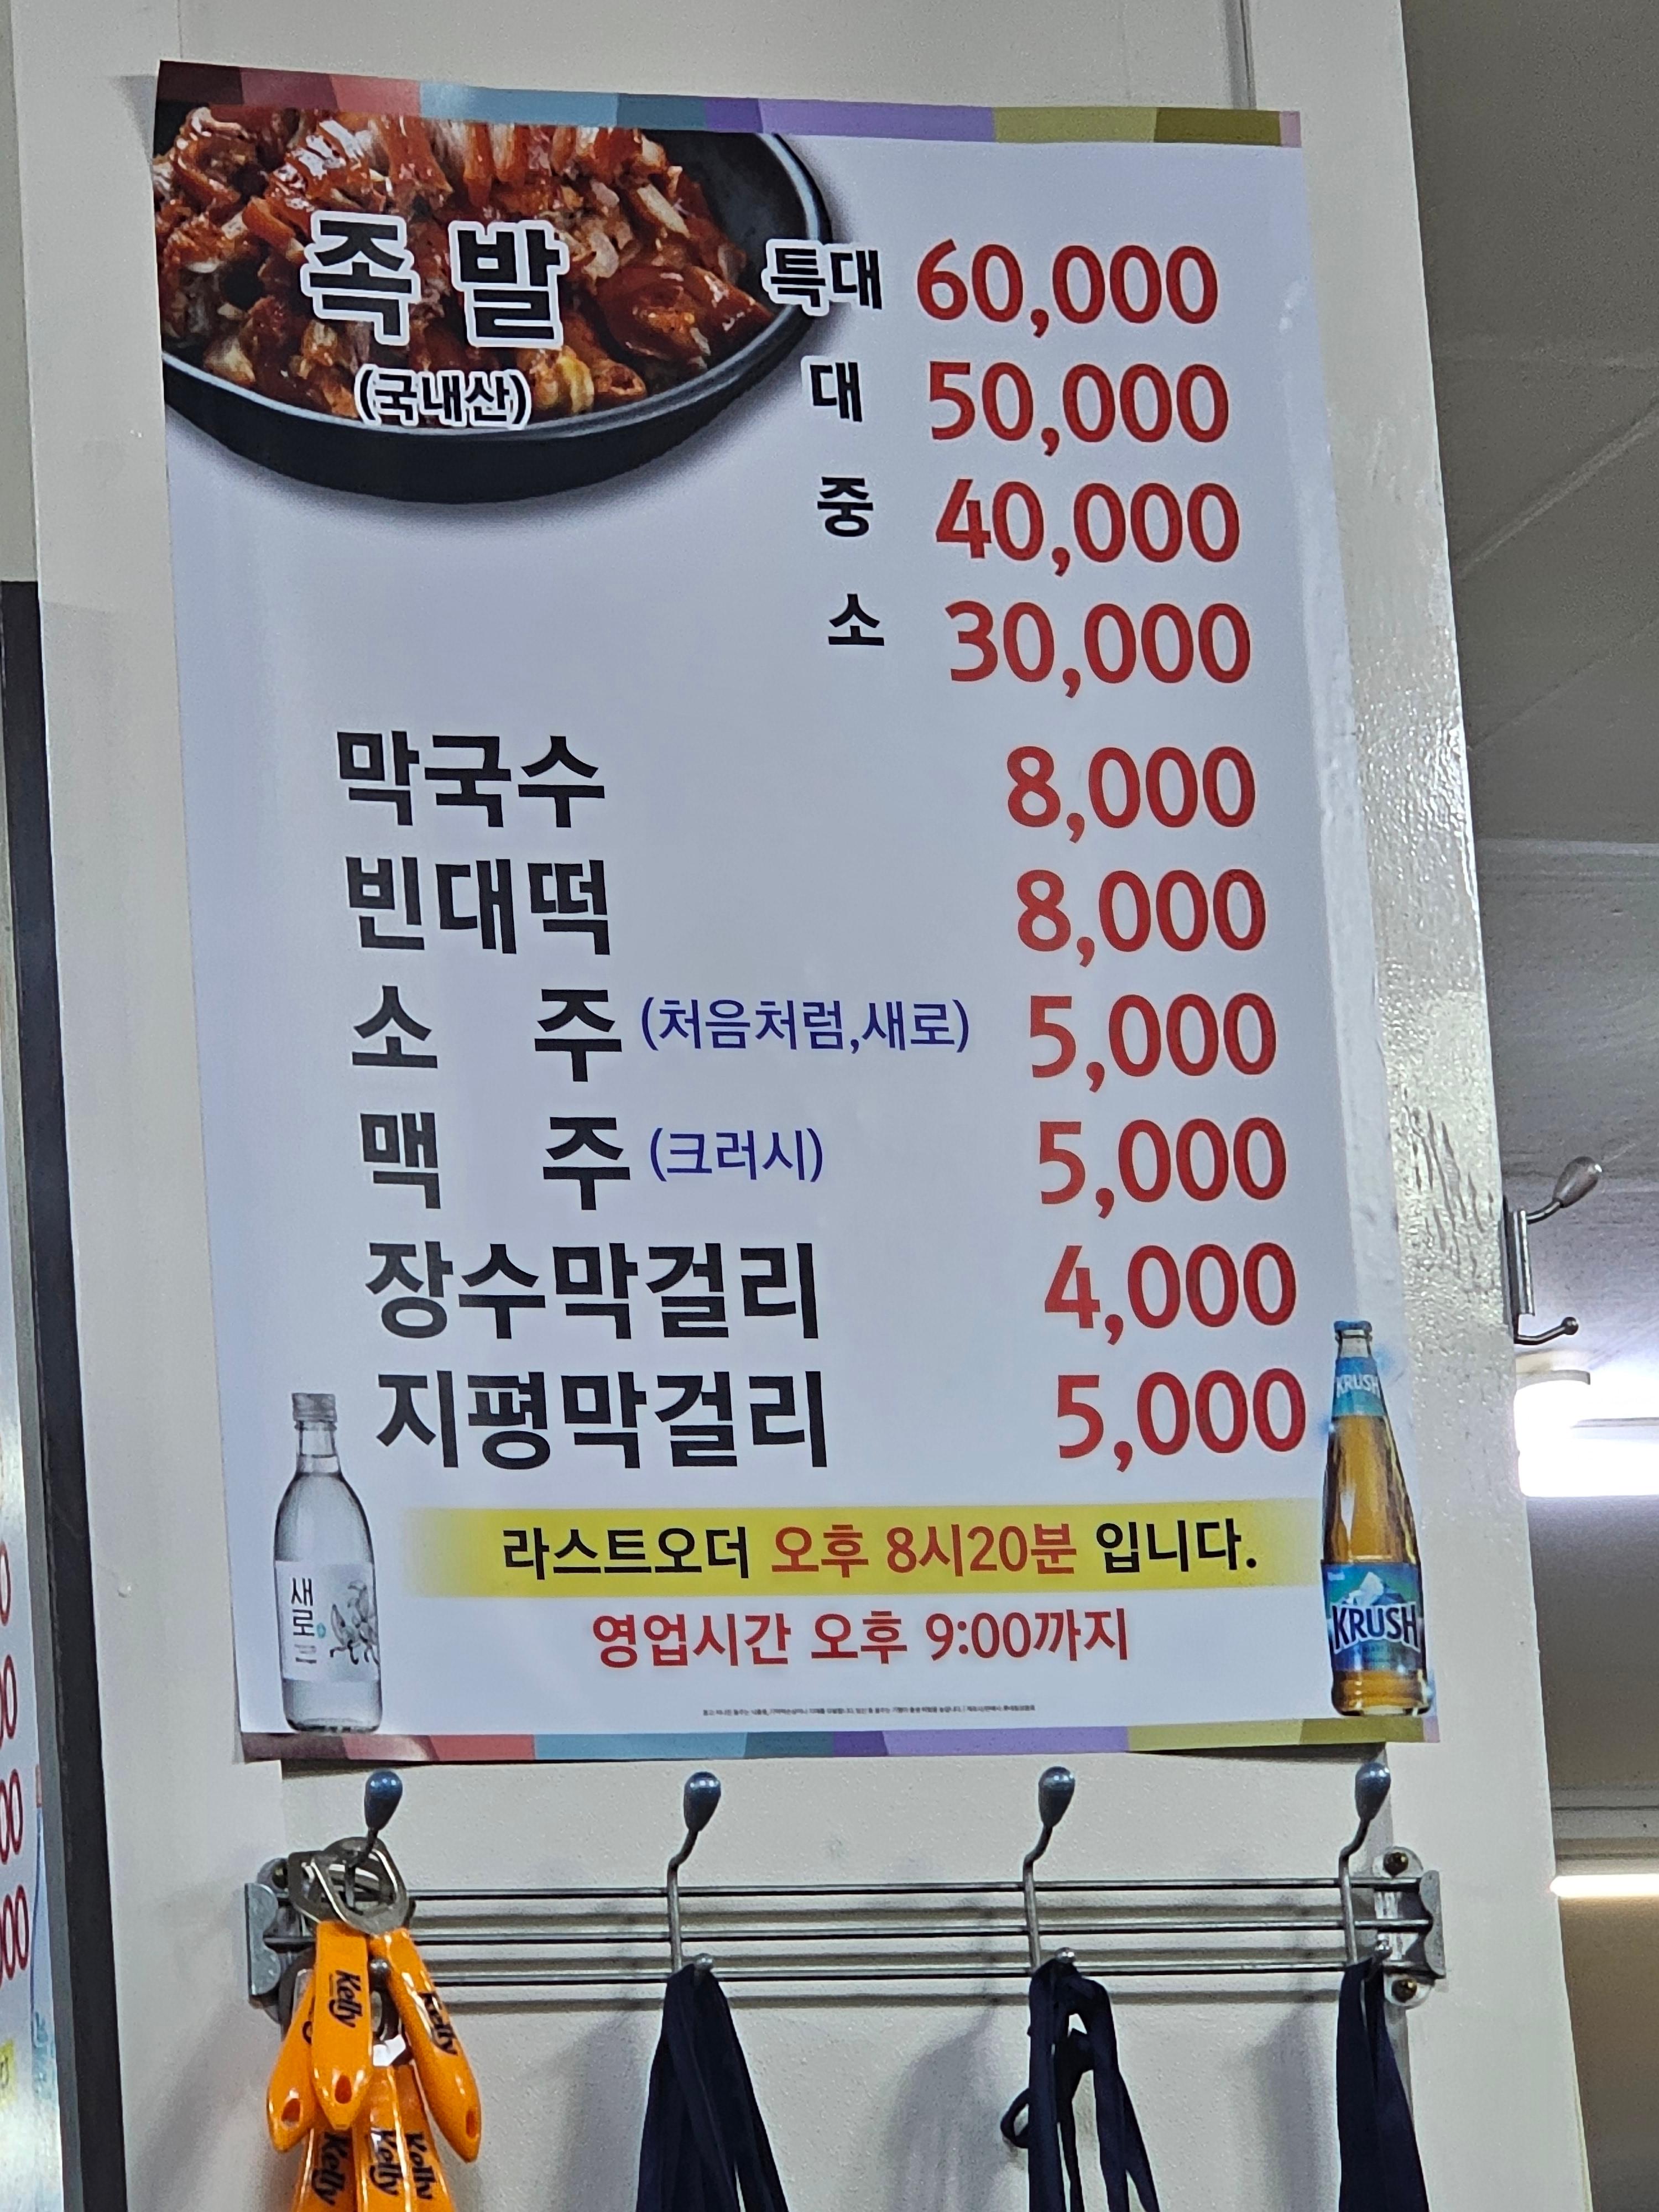 족발
(국내산)
특대 60,000
대 50,000
중 40,000
소 30,000
막국수 8,000
빈대떡 8,000
소 주 (처음처럼,새로) 5,000
맥 주 (크러시) 5,000
장수막걸리 4,000
지평막걸리 5,000
라스트오더 오후 8시20분 입니다.
영업시간 오후 9:00까지
새로
KRUSH
KRUSH
Kelly
Kelly
Kelly
Kelly
Kelly